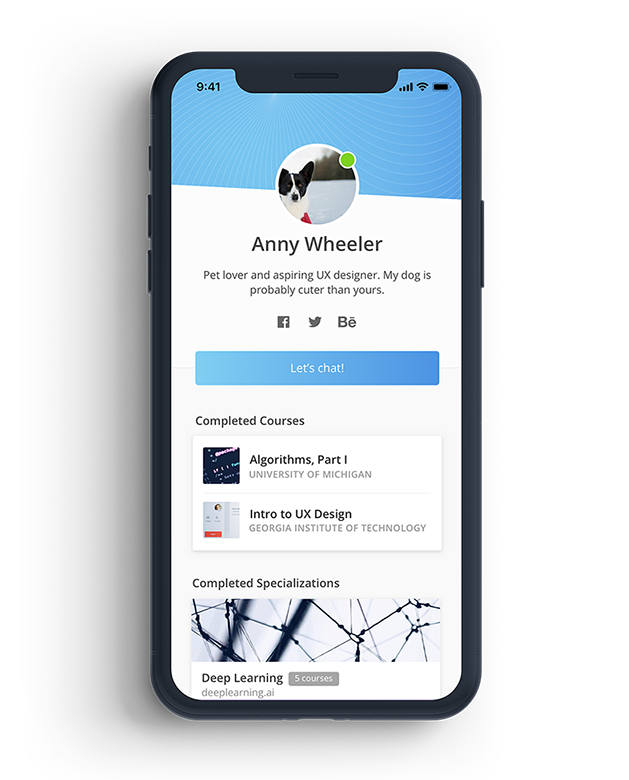 9:41
Anny Wheeler
Pet lover and aspiring UX designer. My dog is
probably cuter than yours.
Bē
Let's chat!
Completed Courses
Algorithms, Part I
UNIVERSITY OF MICHIGAN
Intro to UX Design
GEORGIA INSTITUTE OF TECHNOLOGY
Completed Specializations
Deep Learning 5 courses
deeplearning.ai